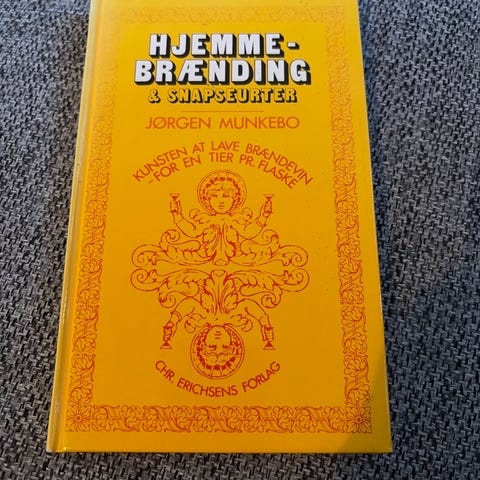 HJEMME-
BRÆNDING
& SNAPSEURTER
JØRGEN MUNKEBO
KUNSTEN AT LAVE BRÆNDEVIN
- FOR EN TIER PR. FLASKE
CHR. ERICHSENS FORLAG